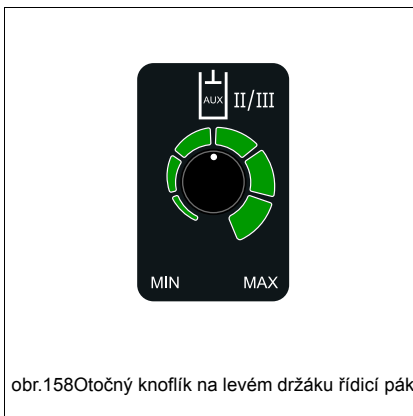 AUX II/III
MIN MAX
obr.158Otočný knoflík na levém držáku řídicí pák